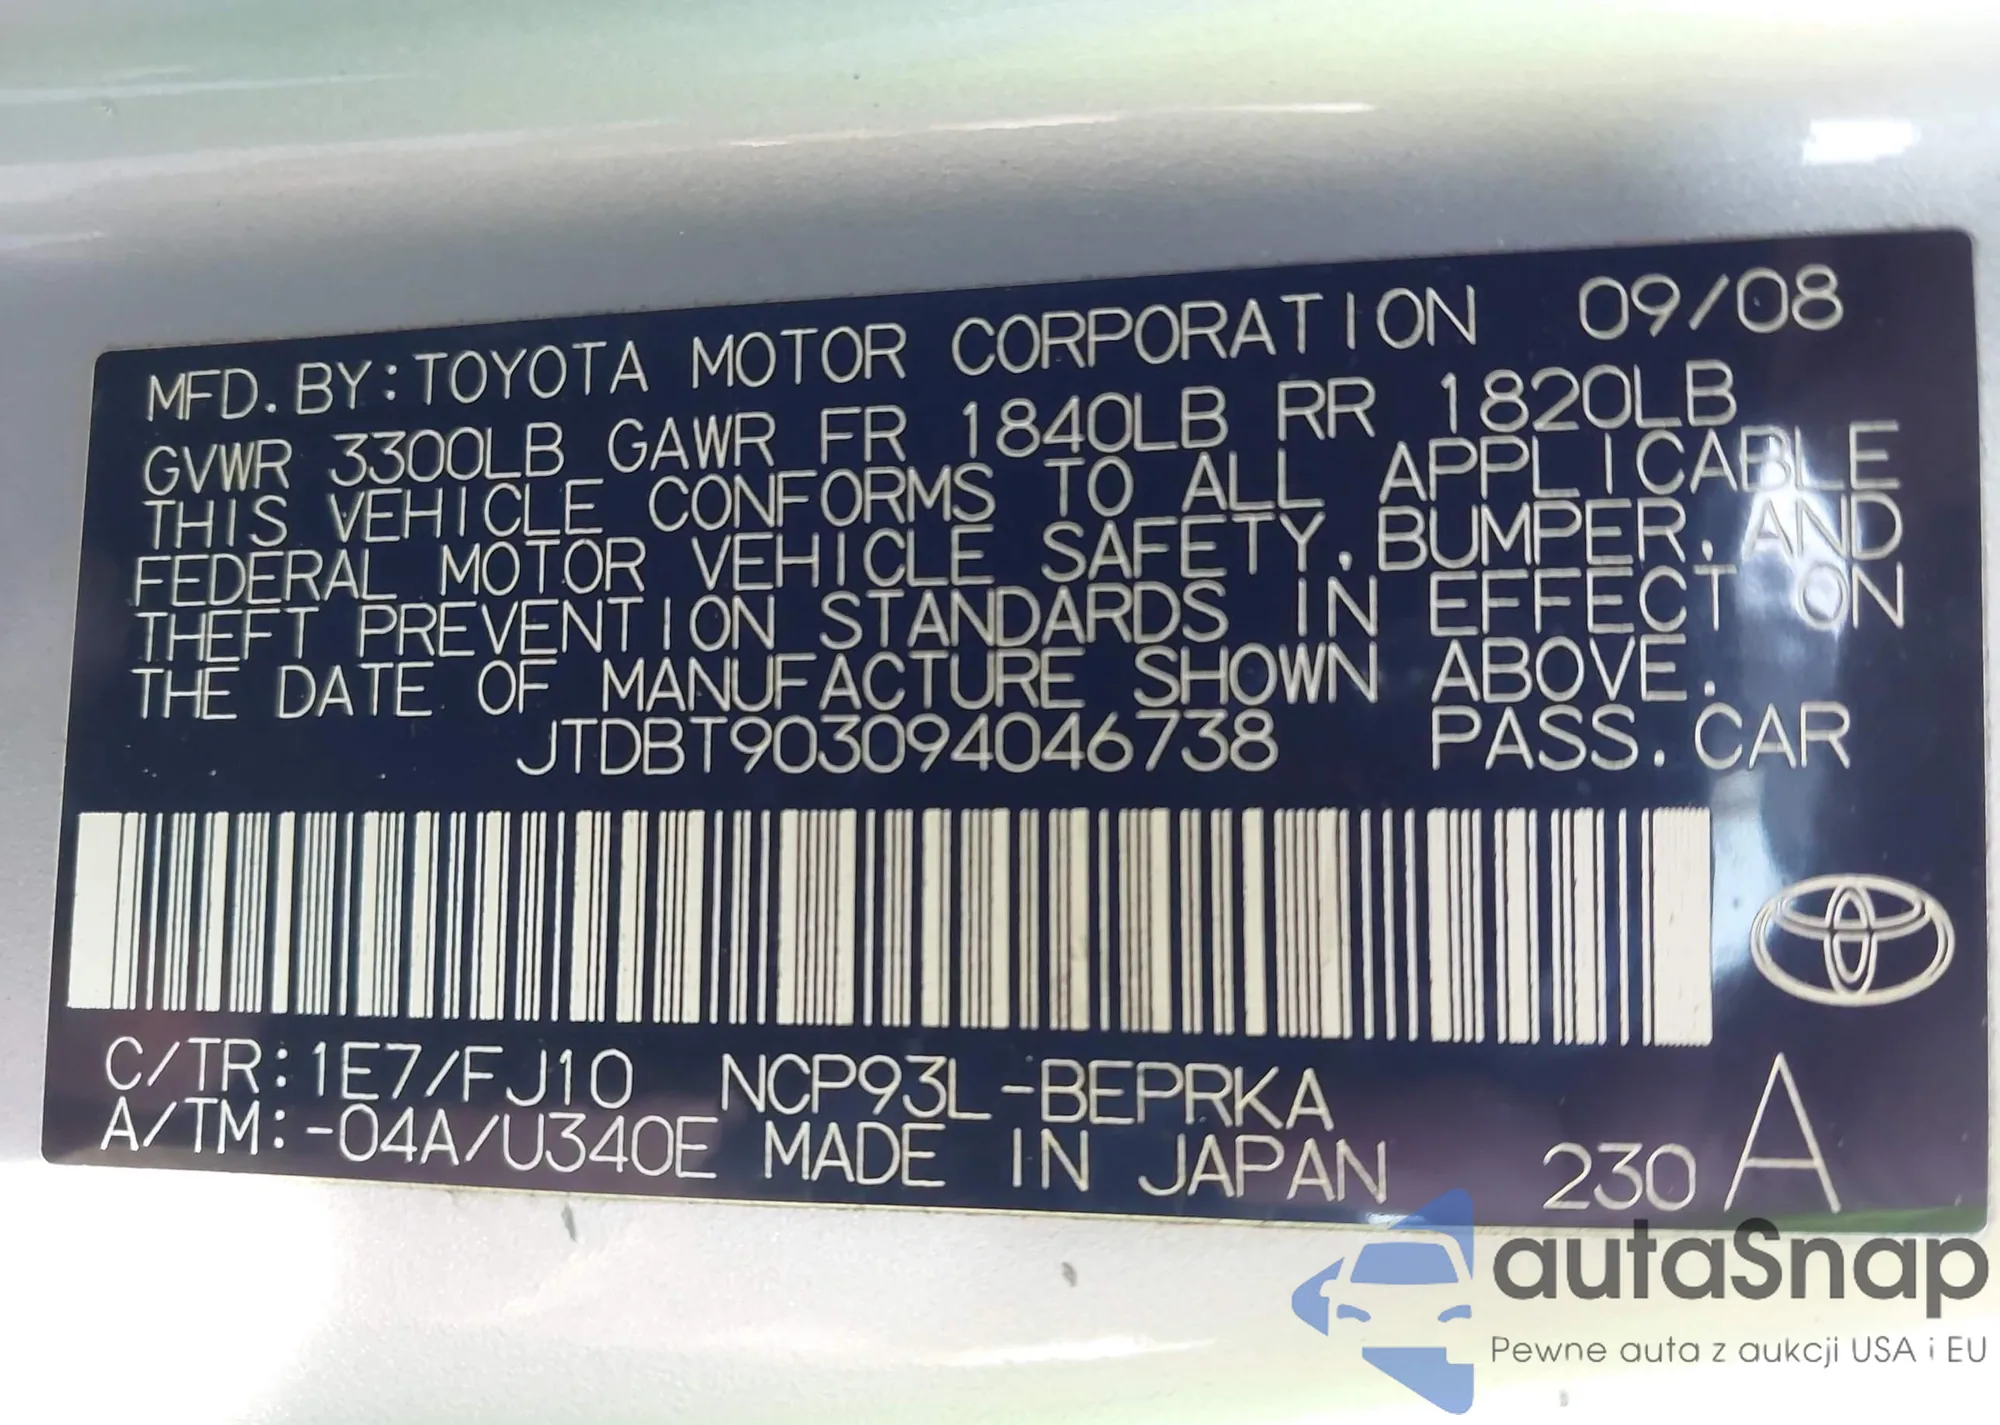 MFD. BY: TOYOTA MOTOR CORPORATION 09/08
GVWR 3300LB GAWR FR 1840LB RR 1820LB
THIS VEHICLE CONFORMS TO ALL APPLICABLE
FEDERAL MOTOR VEHICLE SAFETY, BUMPER, AND
THEFT PREVENTION STANDARDS IN EFFECT ON
THE DATE OF MANUFACTURE SHOWN ABOVE.
JTDBT903094046738 PASS. CAR
C/TR: 1E7/FJ10 NCP93L-BEPRKA
A/TM: -04A/U340E MADE IN JAPAN 230 A
autoSnap
Pewne auta z aukcji USA i EU